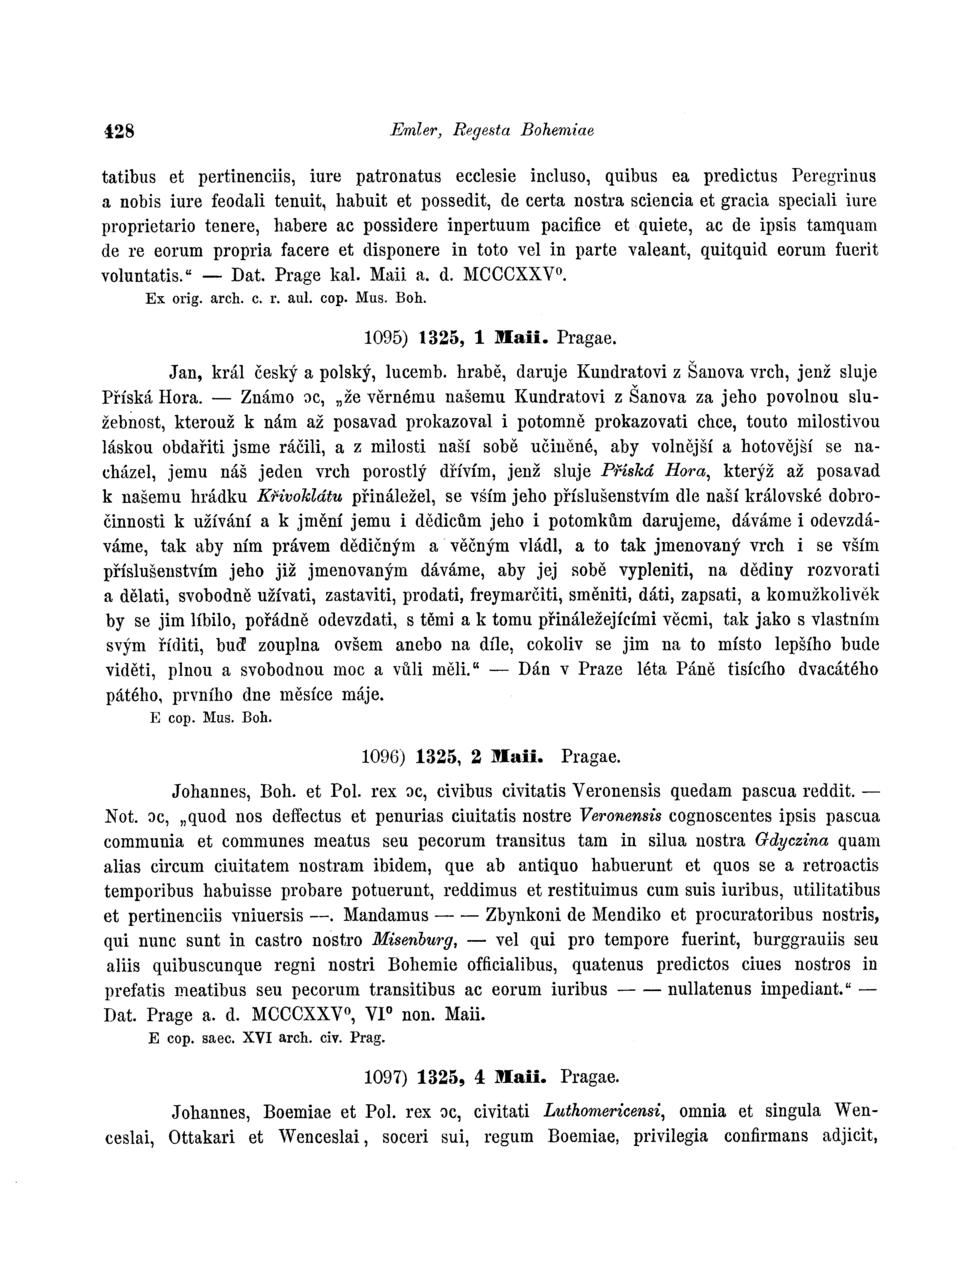 428 Emler, Regesta Bohemiae
tatibus et pertinenciis, iure patronatus ecclesie incluso, quibus ea predictus Peregrinus
a nobis iure feodali tenuit, habuit et possedit, de certa nostra sciencia et gracia speciali iure
proprietario tenere, habere ac possidere inpertuum pacifice et quiete, ac de ipsis tamquam
de re eorum propria facere et disponere in toto vel in parte valeant, quitquid eorum fuerit
voluntatis.“ — Dat. Prage kal. Maii a. d. MCCCXXV⁰.
Ex orig. arch. c. r. aul. cop. Mus. Boh.
1095) 1325, 1 Maii. Pragae.
Jan, král český a polský, lucemb. hrabě, daruje Kundratovi z Šanova vrch, jenž sluje
Příská Hora. — Známo ɔc, „že věrnému našemu Kundratovi z Šanova za jeho povolnou slu-
žebnost, kterouž k nám až posavad prokazoval i potomně prokazovati chce, touto milostivou
láskou obdařiti jsme ráčili, a z milosti naší sobě učiněné, aby volnější a hotovější se na-
cházel, jemu náš jeden vrch porostlý dřívím, jenž sluje Příská Hora, kterýž až posavad
k našemu hrádku Křivoklátu přináležel, se vším jeho příslušenstvím dle naší královské dobro-
činnosti k užívání a k jmění jemu i dědicům jeho i potomkům darujeme, dáváme i odevzdá-
váme, tak aby ním právem dědičným a věčným vládl, a to tak jmenovaný vrch i se vším
příslušenstvím jeho již jmenovaným dáváme, aby jej sobě vypleniti, na dědiny rozvorati
a dělati, svobodně užívati, zastaviti, prodati, freymarčiti, směniti, dáti, zapsati, a komužkolivěk
by se jim líbilo, pořádně odevzdati, s těmi a k tomu přináležejícími věcmi, tak jako s vlastním
svým říditi, buď zouplna ovšem anebo na díle, cokoliv se jim na to místo lepšího bude
viděti, plnou a svobodnou moc a vůli měli.“ — Dán v Praze léta Páně tisícího dvacátého
pátého, prvního dne měsíce máje.
E cop. Mus. Boh.
1096) 1325, 2 Maii. Pragae.
Johannes, Boh. et Pol. rex ɔc, civibus civitatis Veronensis quedam pascua reddit. —
Not. ɔc, „quod nos deffectus et penurias ciuitatis nostre Veronensis cognoscentes ipsis pascua
communia et communes meatus seu pecorum transitus tam in silua nostra Gdyczina quam
alias circum ciuitatem nostram ibidem, que ab antiquo habuerunt et quos se a retroactis
temporibus habuisse probare potuerunt, reddimus et restituimus cum suis iuribus, utilitatibus
et pertinenciis vniuersis —. Mandamus — — Zbynkoni de Mendiko et procuratoribus nostris,
qui nunc sunt in castro nostro Misenburg, — vel qui pro tempore fuerint, burggrauiis seu
aliis quibuscunque regni nostri Bohemie officialibus, quatenus predictos ciues nostros in
prefatis meatibus seu pecorum transitibus ac eorum iuribus — — nullatenus impediant.“ —
Dat. Prage a. d. MCCCXXV⁰, VI⁰ non. Maii.
E cop. saec. XVI arch. civ. Prag.
1097) 1325, 4 Maii. Pragae.
Johannes, Boemiae et Pol. rex ɔc, civitati Luthomericensi, omnia et singula Wen-
ceslai, Ottakari et Wenceslai, soceri sui, regum Boemiae, privilegia confirmans adjicit,